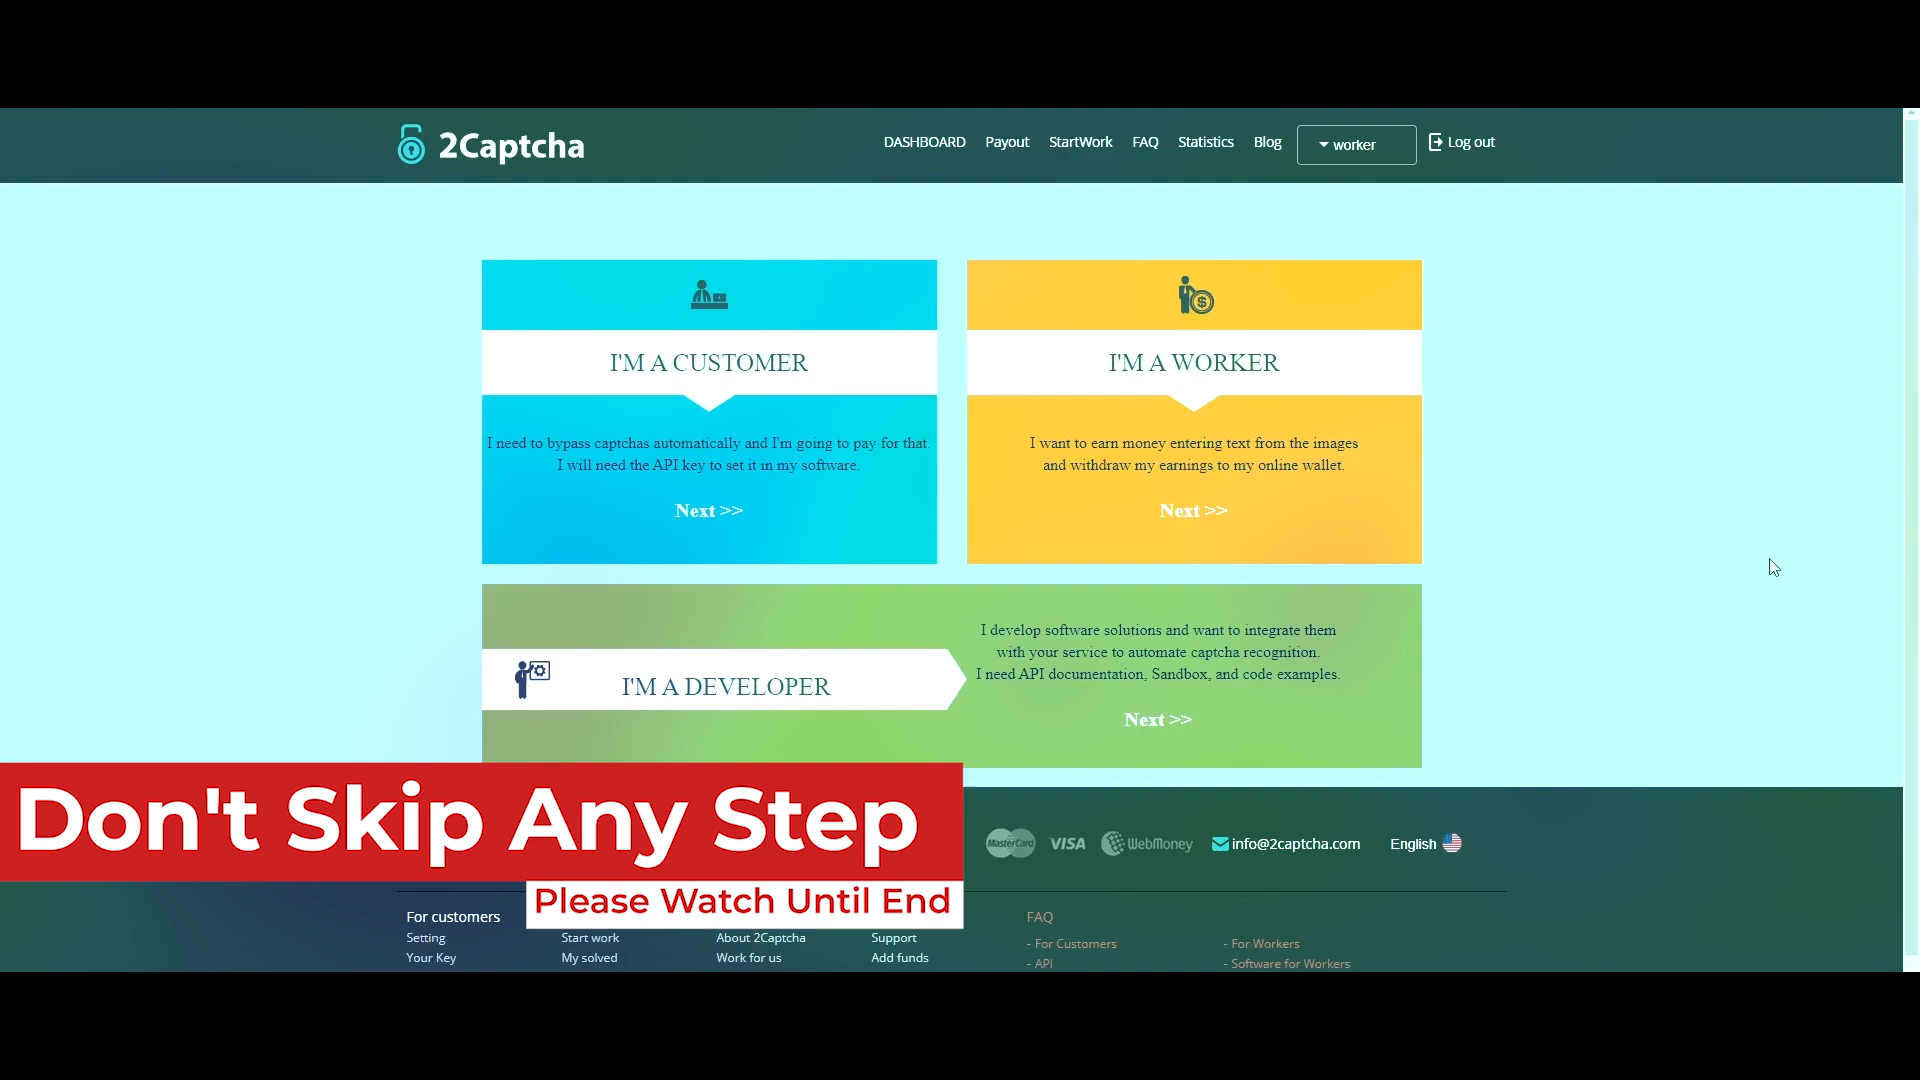 2Captcha
DASHBOARD Payout StartWork FAQ Statistics Blog worker Log out
I'M A CUSTOMER
I need to bypass captchas automatically and I'm going to pay for that.
I will need the API key to set it in my software.
Next >>
I'M A WORKER
I want to earn money entering text from the images
and withdraw my earnings to my online wallet.
Next >>
I'M A DEVELOPER
I develop software solutions and want to integrate them
with your service to automate captcha recognition.
I need API documentation, Sandbox, and code examples.
Next >>
Don't Skip Any Step
Please Watch Until End
MasterCard VISA WebMoney info@2captcha.com English
For customers
Setting
Your Key
Start work
My solved
About 2Captcha
Work for us
Support
Add funds
FAQ
- For Customers
- API
- For Workers
- Software for Workers